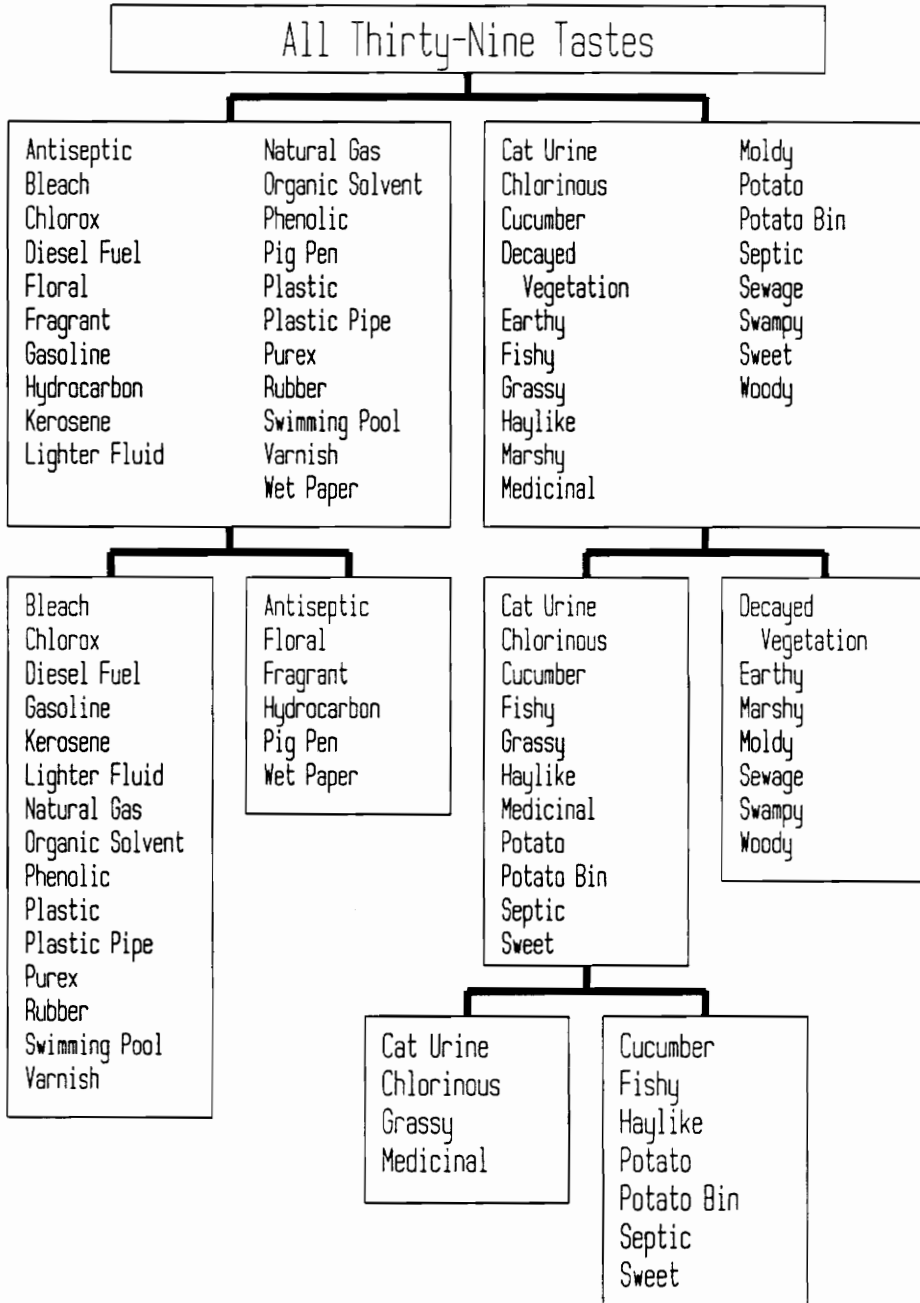 All Thirty-Nine Tastes
Antiseptic
Bleach
Chlorox
Diesel Fuel
Floral
Fragrant
Gasoline
Hydrocarbon
Kerosene
Lighter Fluid
Natural Gas
Organic Solvent
Phenolic
Pig Pen
Plastic
Plastic Pipe
Purex
Rubber
Swimming Pool
Varnish
Wet Paper
Cat Urine
Chlorinous
Cucumber
Decayed
Vegetation
Earthy
Fishy
Grassy
Haylike
Marshy
Medicinal
Moldy
Potato
Potato Bin
Septic
Sewage
Swampy
Sweet
Woody
Bleach
Chlorox
Diesel Fuel
Gasoline
Kerosene
Lighter Fluid
Natural Gas
Organic Solvent
Phenolic
Plastic
Plastic Pipe
Purex
Rubber
Swimming Pool
Varnish
Antiseptic
Floral
Fragrant
Hydrocarbon
Pig Pen
Wet Paper
Cat Urine
Chlorinous
Cucumber
Fishy
Grassy
Haylike
Medicinal
Potato
Potato Bin
Septic
Sweet
Decayed
Vegetation
Earthy
Marshy
Moldy
Sewage
Swampy
Woody
Cat Urine
Chlorinous
Grassy
Medicinal
Cucumber
Fishy
Haylike
Potato
Potato Bin
Septic
Sweet